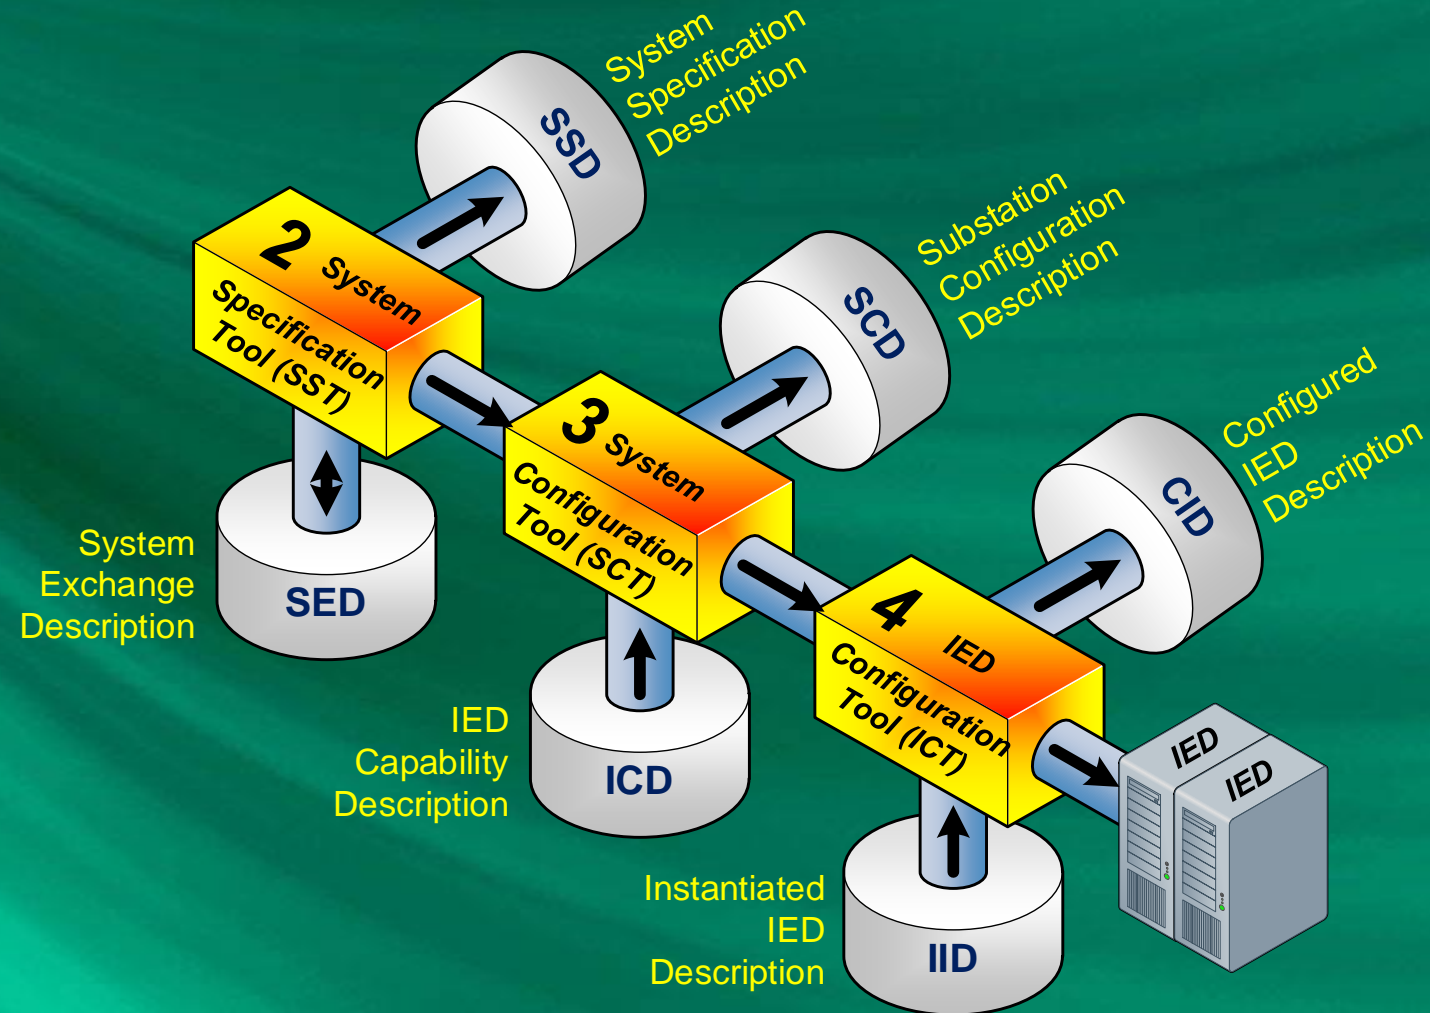 System
Specification
Description
SSD
2 System
Specification
Tool (SST)
System
Exchange
Description
SED
Substation
Configuration
Description
SCD
3 System
Configuration
Tool (SCT)
IED
Capability
Description
ICD
Configured
IED
Description
CID
4 IED
Configuration
Tool (ICT)
Instantiated
IED
Description
IID
IED
IED